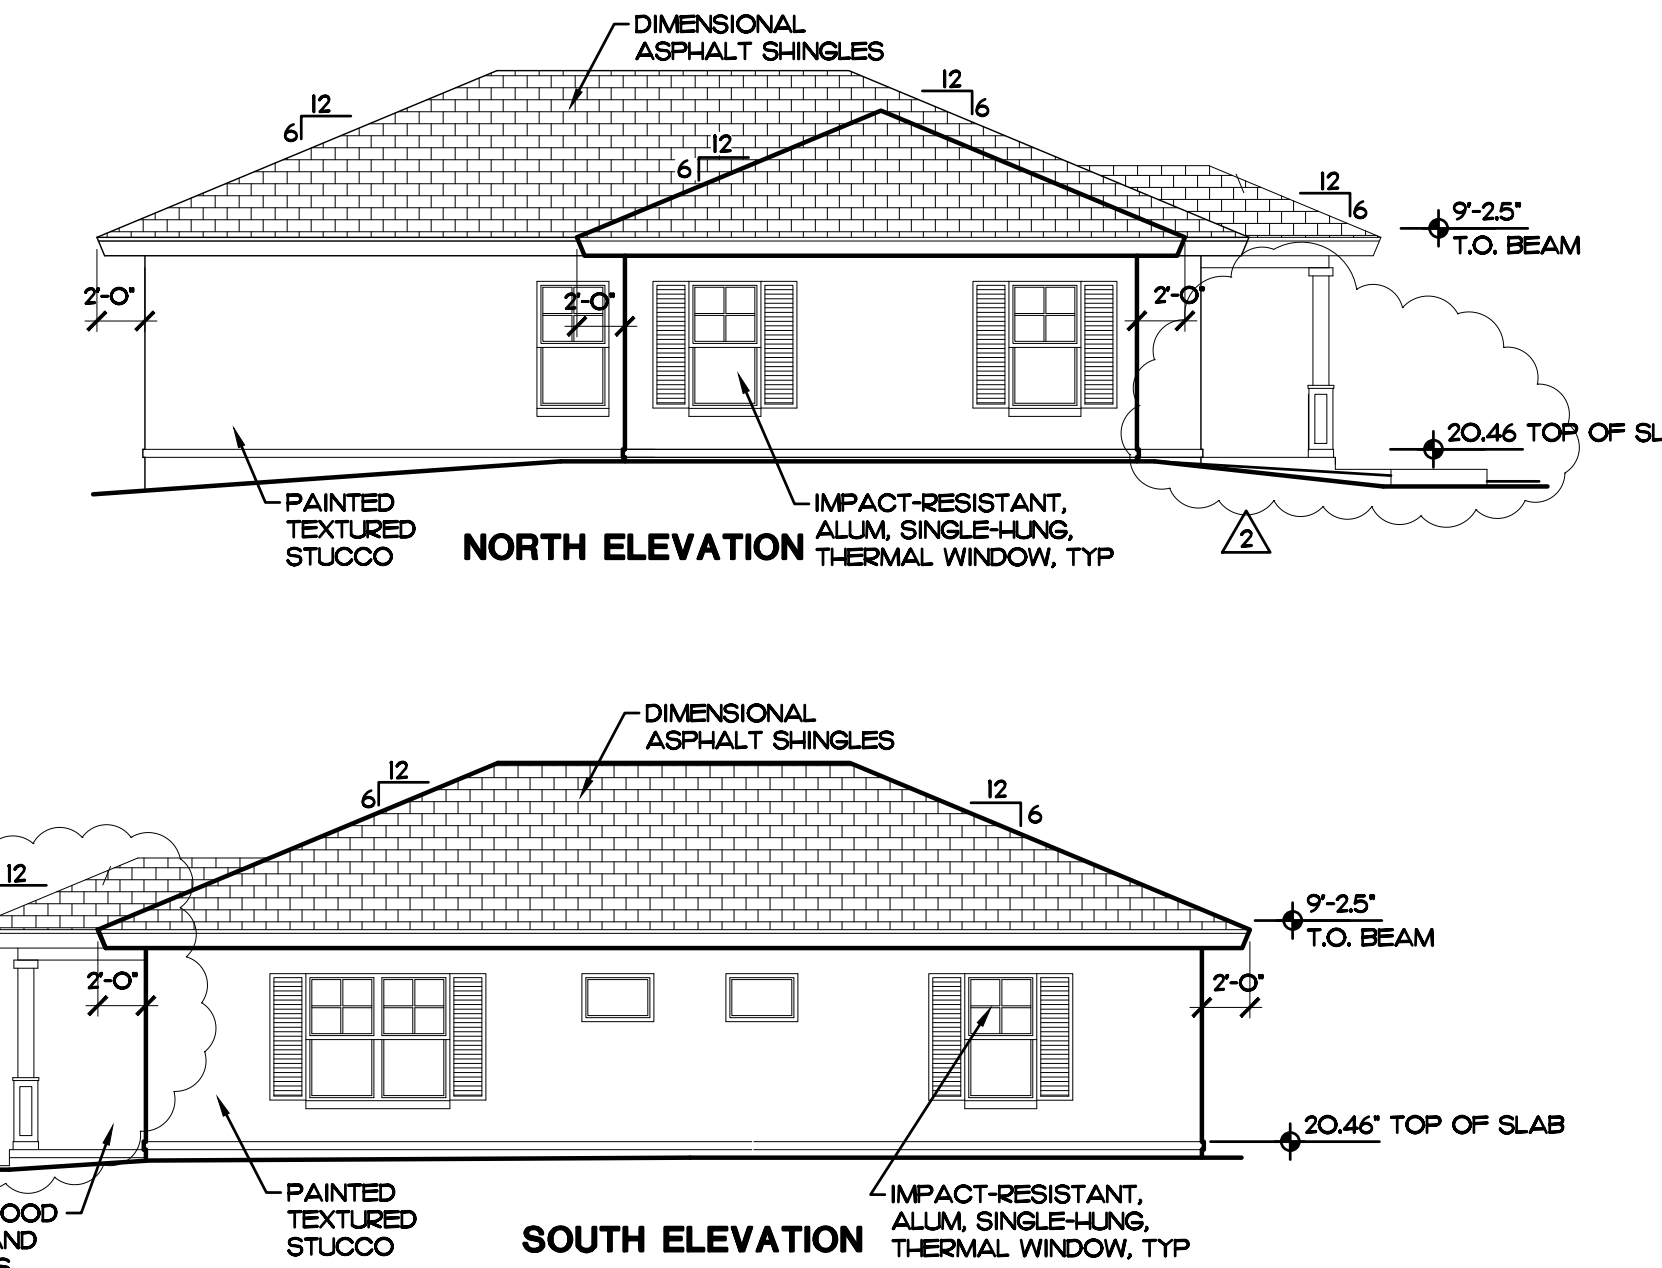 DIMENSIONAL
ASPHALT SHINGLES
12
6
12
6
12
6
12
6
9'-2.5"
T.O. BEAM
2'-0"
2'-0"
2'-0"
20.46 TOP OF SL
PAINTED
TEXTURED
STUCCO
NORTH ELEVATION
IMPACT-RESISTANT,
ALUM, SINGLE-HUNG,
THERMAL WINDOW, TYP
2
DIMENSIONAL
ASPHALT SHINGLES
12
6
12
6
12
9'-2.5"
T.O. BEAM
2'-0"
2'-0"
20.46" TOP OF SLAB
OOD
AND
S
PAINTED
TEXTURED
STUCCO
SOUTH ELEVATION
IMPACT-RESISTANT,
ALUM, SINGLE-HUNG,
THERMAL WINDOW, TYP